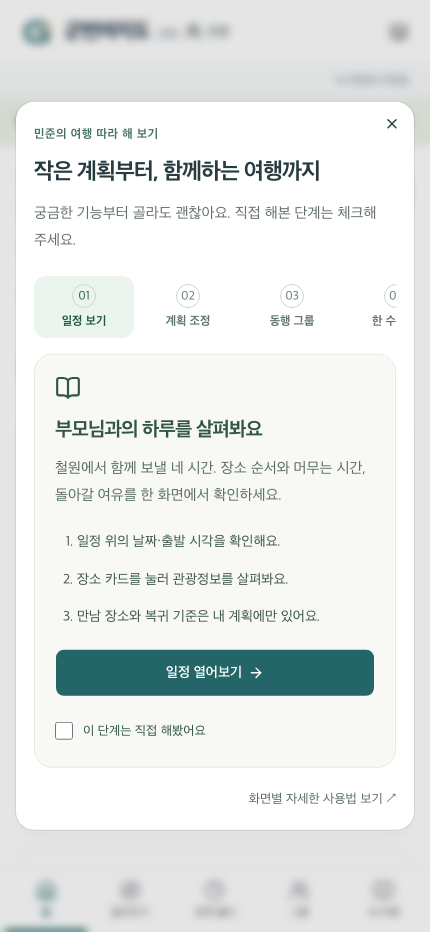 민준의 여행 따라 해 보기
작은 계획부터, 함께하는 여행까지
궁금한 기능부터 골라도 괜찮아요. 직접 해본 단계는 체크해
주세요.
01
일정 보기
02
계획 조정
03
동행 그룹
0
한 수
부모님과의 하루를 살펴봐요
철원에서 함께 보낼 네 시간. 장소 순서와 머무는 시간,
돌아갈 여유를 한 화면에서 확인하세요.
1. 일정 위의 날짜·출발 시각을 확인해요.
2. 장소 카드를 눌러 관광정보를 살펴봐요.
3. 만남 장소와 복귀 기준은 내 계획에만 있어요.
일정 열어보기 →
이 단계는 직접 해봤어요
화면별 자세한 사용법 보기 ↗